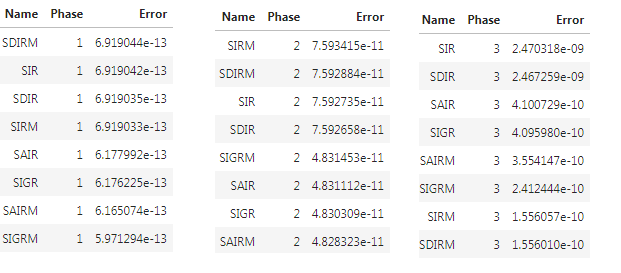 Name Phase Error
SDIRM 1 6.919044e-13
SIR 1 6.919042e-13
SDIR 1 6.919035e-13
SIRM 1 6.919033e-13
SAIR 1 6.177992e-13
SIGR 1 6.176225e-13
SAIRM 1 6.165074e-13
SIGRM 1 5.971294e-13
Name Phase Error
SIRM 2 7.593415e-11
SDIRM 2 7.592884e-11
SIR 2 7.592735e-11
SDIR 2 7.592658e-11
SIGRM 2 4.831453e-11
SAIR 2 4.831112e-11
SIGR 2 4.830309e-11
SAIRM 2 4.828323e-11
Name Phase Error
SIR 3 2.470318e-09
SDIR 3 2.467259e-09
SAIR 3 4.100729e-10
SIGR 3 4.095980e-10
SAIRM 3 3.554147e-10
SIGRM 3 2.412444e-10
SIRM 3 1.556057e-10
SDIRM 3 1.556010e-10